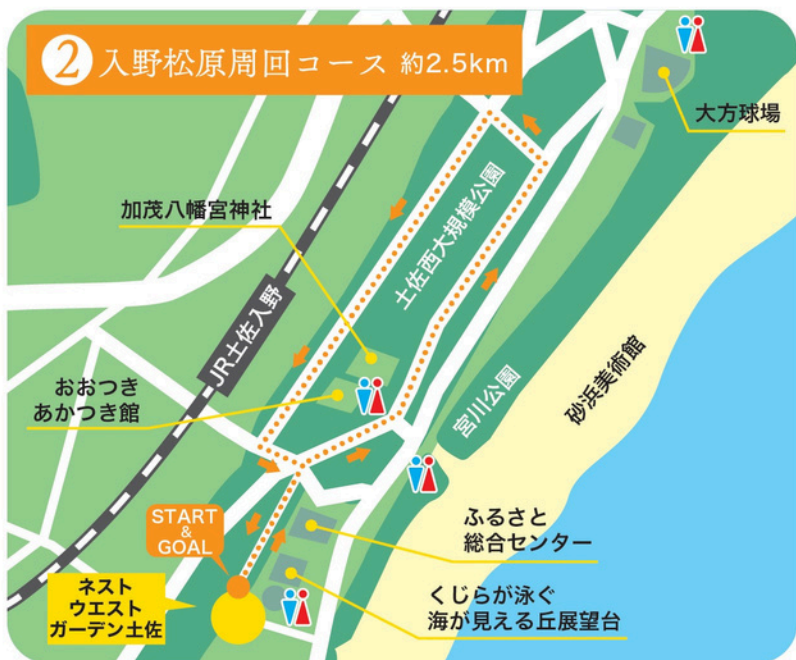 2 入野松原周回コース 約2.5km
大方球場
加茂八幡宮神社
土佐西大規模公園
JR土佐入野
おおつき
あかつき館
宮川公園
砂浜美術館
START
&
GOAL
ふるさと
総合センター
ネスト
ウエスト
ガーデン土佐
くじらが泳ぐ
海が見える丘展望台